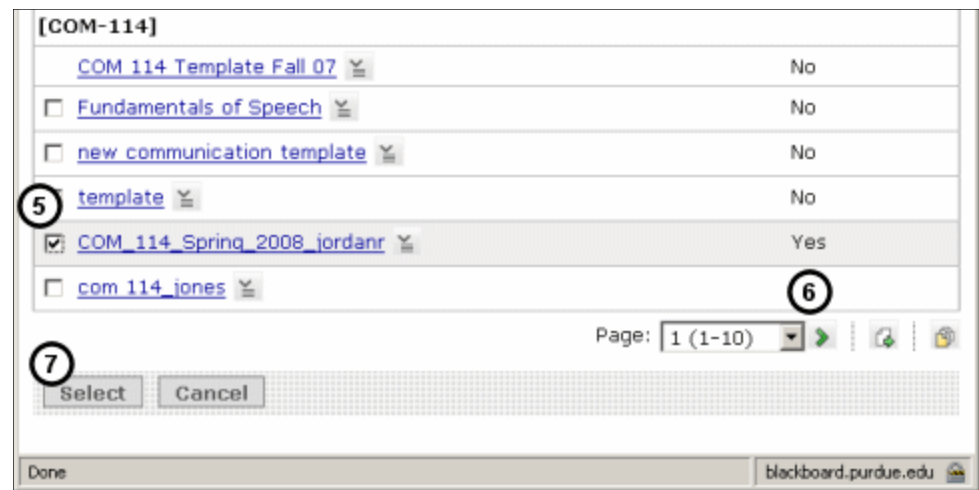 [COM-114]
COM 114 Template Fall 07 No
Fundamentals of Speech No
new communication template No
5 template No
COM_114_Spring_2008_jordanr Yes
com 114_jones
6
Page: 1 (1-10)
7
Select Cancel
Done blackboard.purdue.edu